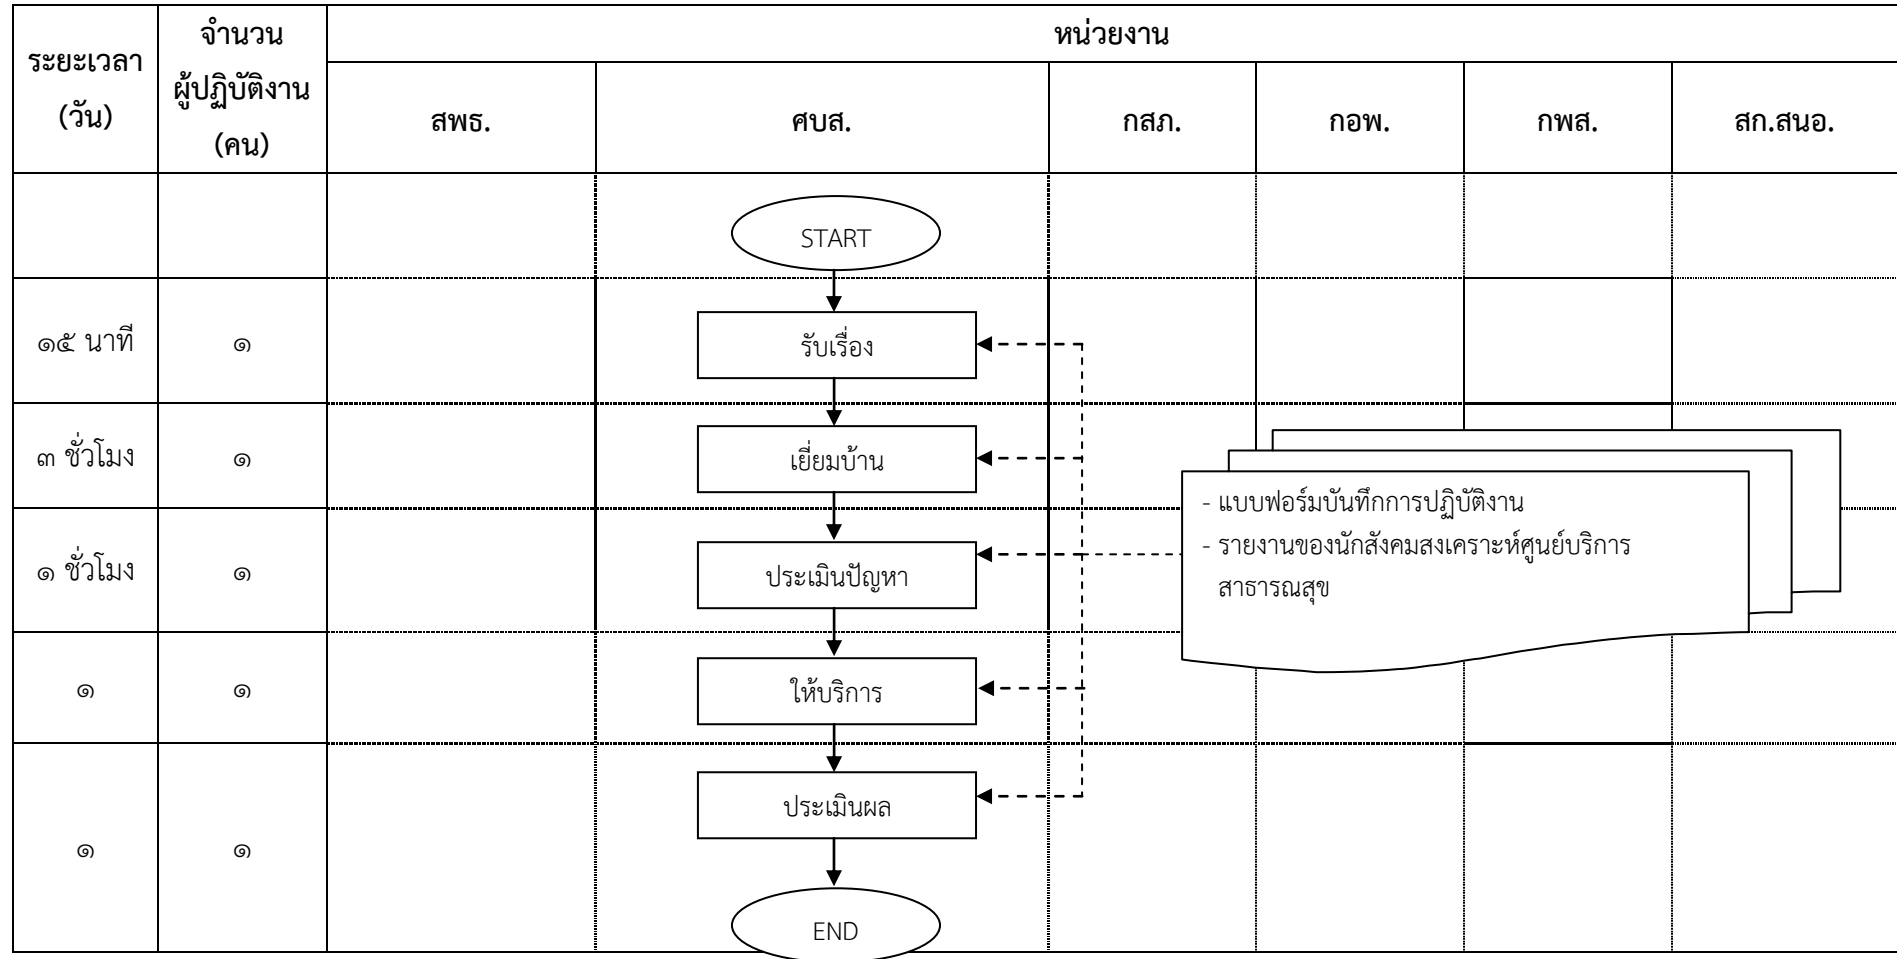 ระยะเวลา
(วัน)
จำนวน
ผู้ปฏิบัติงาน
(คน)
หน่วยงาน
สพธ.
ศบส.
กสภ.
กอพ.
กพส.
สก.สนอ.
START
๑๕ นาที
๑
รับเรื่อง
๓ ชั่วโมง
๑
เยี่ยมบ้าน
- แบบฟอร์มบันทึกการปฏิบัติงาน
- รายงานของนักสังคมสงเคราะห์ศูนย์บริการ
สาธารณสุข
๑ ชั่วโมง
๑
ประเมินปัญหา
๑
๑
ให้บริการ
๑
๑
ประเมินผล
END